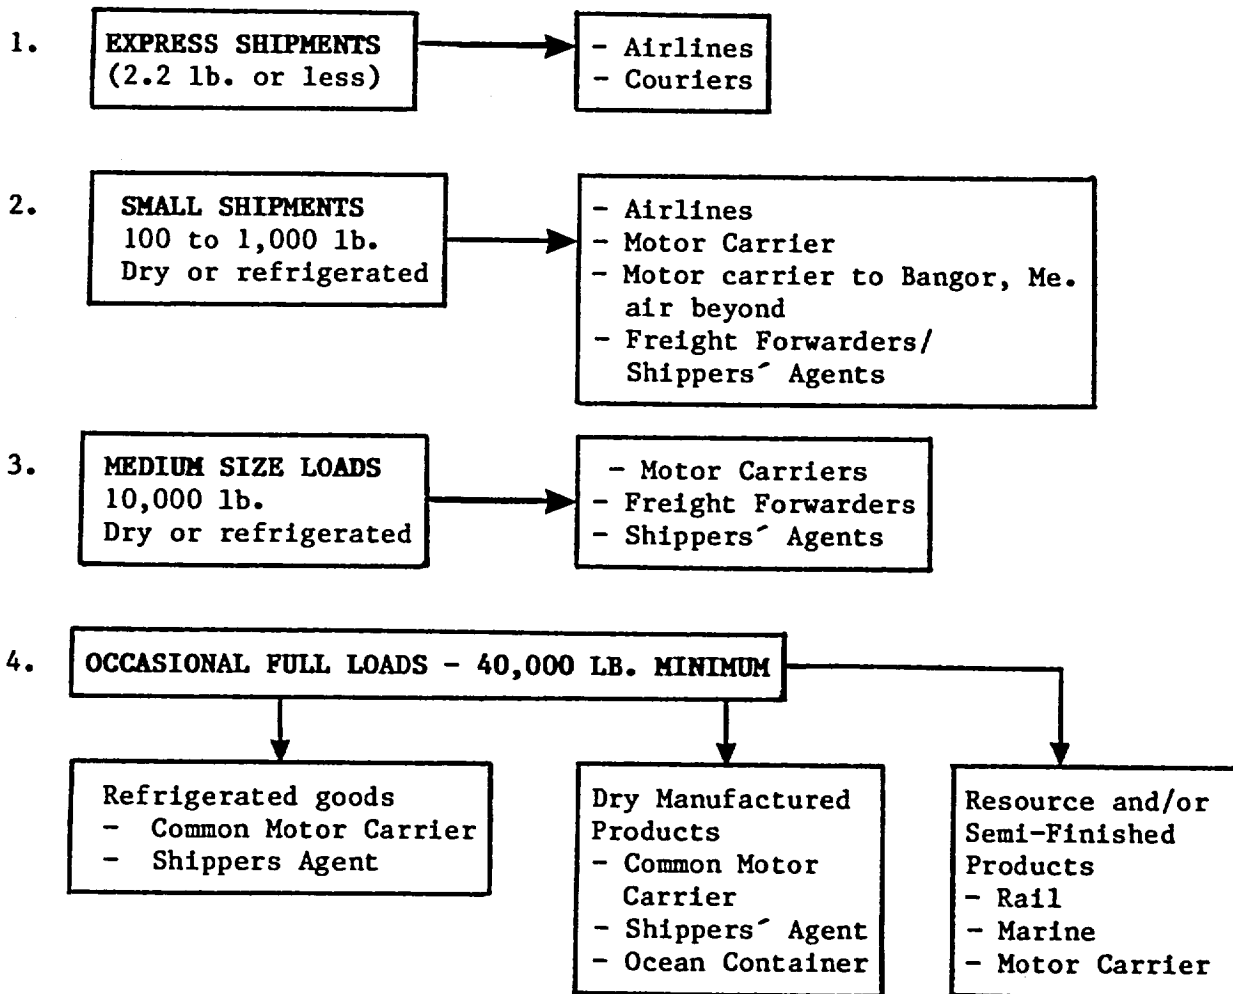 1.
EXPRESS SHIPMENTS
(2.2 lb. or less)
- Airlines
- Couriers
2.
SMALL SHIPMENTS
100 to 1,000 lb.
Dry or refrigerated
- Airlines
- Motor Carrier
- Motor carrier to Bangor, Me.
air beyond
- Freight Forwarders/
Shippers´ Agents
3.
MEDIUM SIZE LOADS
10,000 lb.
Dry or refrigerated
- Motor Carriers
- Freight Forwarders
- Shippers´ Agents
4.
OCCASIONAL FULL LOADS - 40,000 LB. MINIMUM
Refrigerated goods
- Common Motor Carrier
- Shippers Agent
Dry Manufactured
Products
- Common Motor
Carrier
- Shippers´ Agent
- Ocean Container
Resource and/or
Semi-Finished
Products
- Rail
- Marine
- Motor Carrier